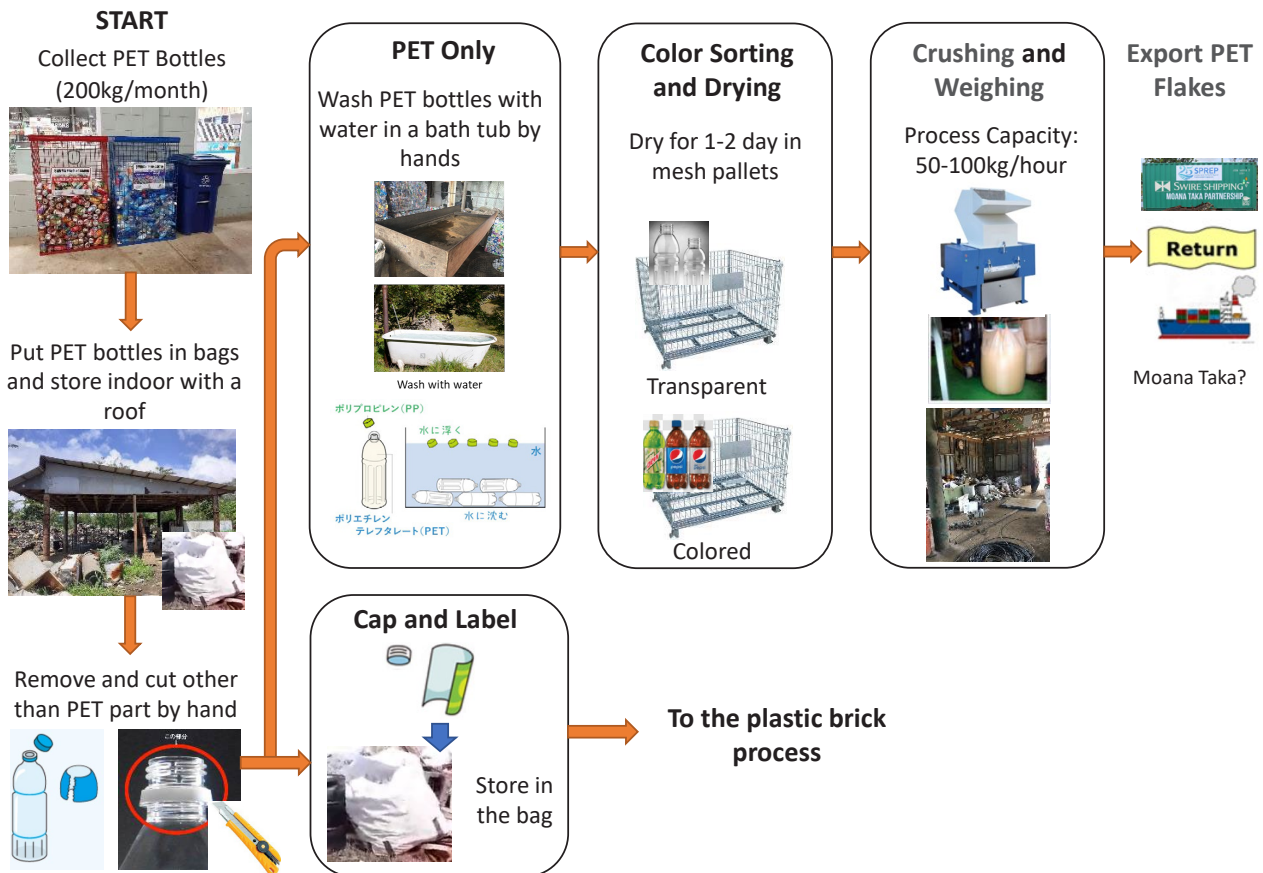 START
Collect PET Bottles
(200kg/month)
Put PET bottles in bags
and store indoor with a
roof
Remove and cut other
than PET part by hand
この部分
PET Only
Wash PET bottles with
water in a bath tub by
hands
Wash with water
ポリプロピレン(PP)
水に浮く
水
ポリエチレン
テレフタレート(PET)
水に沈む
Cap and Label
Store in
the bag
To the plastic brick
process
Color Sorting
and Drying
Dry for 1-2 day in
mesh pallets
Transparent
pepsi
Colored
Crushing and
Weighing
Process Capacity:
50-100kg/hour
Export PET
Flakes
25 SPREP
SWIRE SHIPPING
MOANA TAKA PARTNERSHIP
Return
Moana Taka?